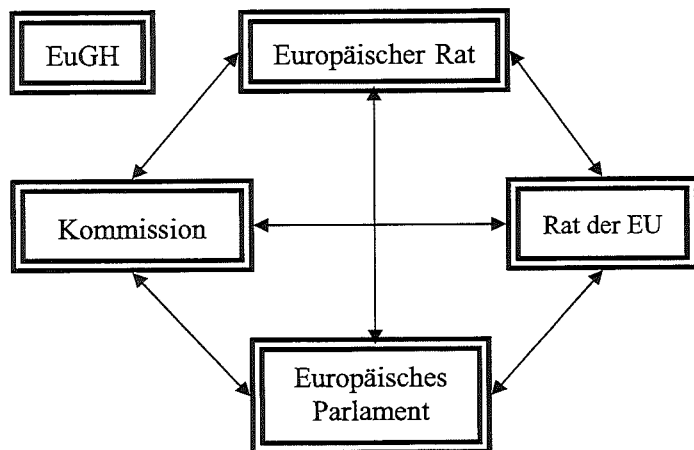 EuGH
Europäischer Rat
Kommission
Rat der EU
Europäisches
Parlament